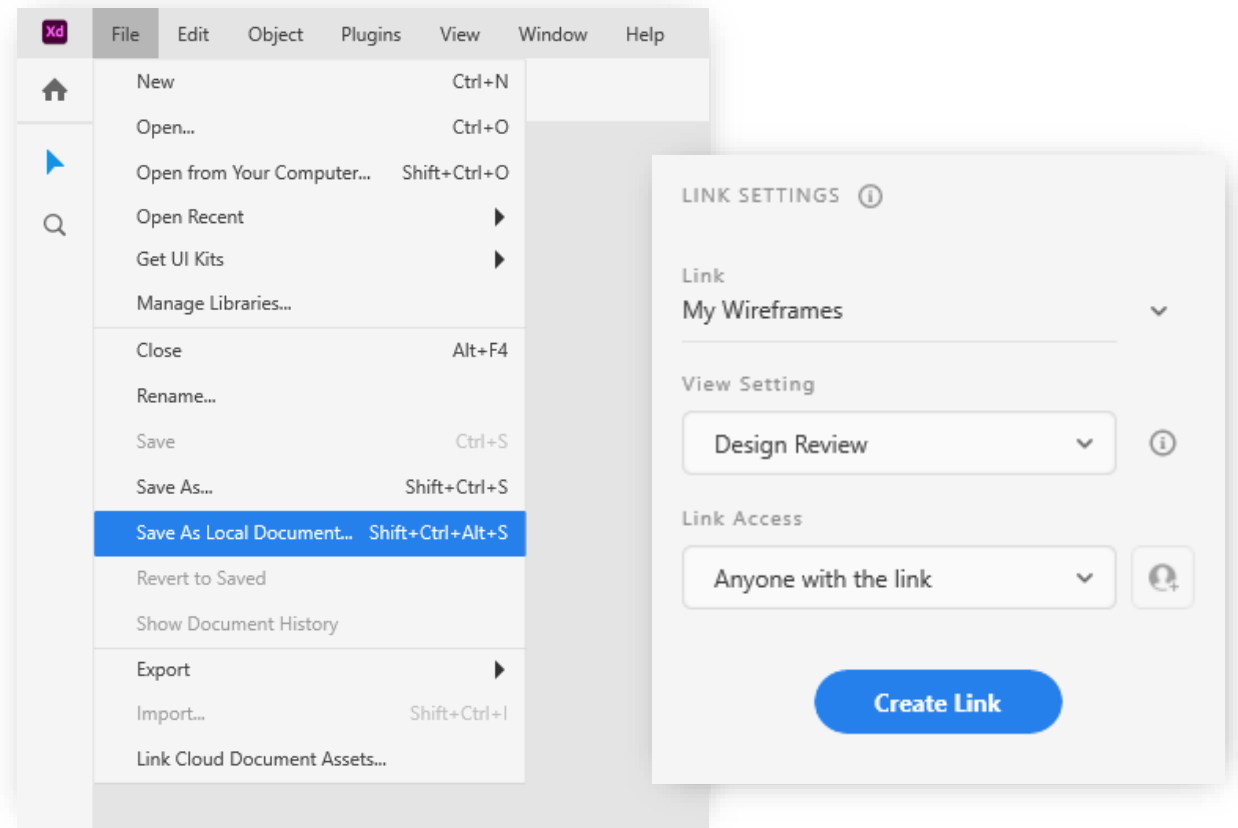 Xd File Edit Object Plugins View Window Help
New Ctrl+N
Open... Ctrl+O
Open from Your Computer... Shift+Ctrl+O
Open Recent
Get UI Kits
Manage Libraries...
Close Alt+F4
Rename...
Save Ctrl+S
Save As... Shift+Ctrl+S
Save As Local Document... Shift+Ctrl+Alt+S
Revert to Saved
Show Document History
Export
Import... Shift+Ctrl+I
Link Cloud Document Assets...
LINK SETTINGS
Link
My Wireframes
View Setting
Design Review
Link Access
Anyone with the link
Create Link